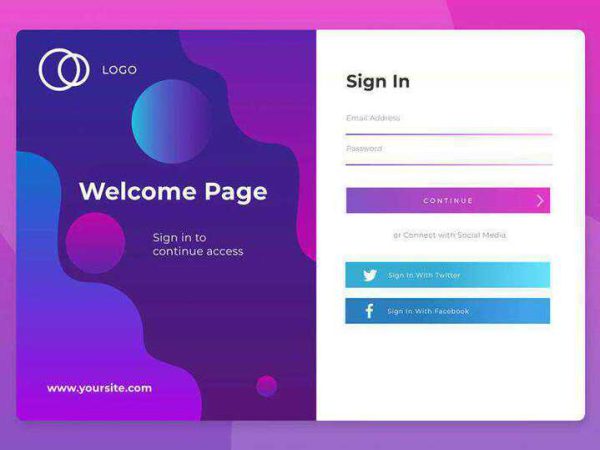 LOGO
Welcome Page
Sign in to
continue access
www.yoursite.com
Sign In
Email Address
Password
CONTINUE
or Connect with Social Media
Sign In With Twitter
Sign In With Facebook